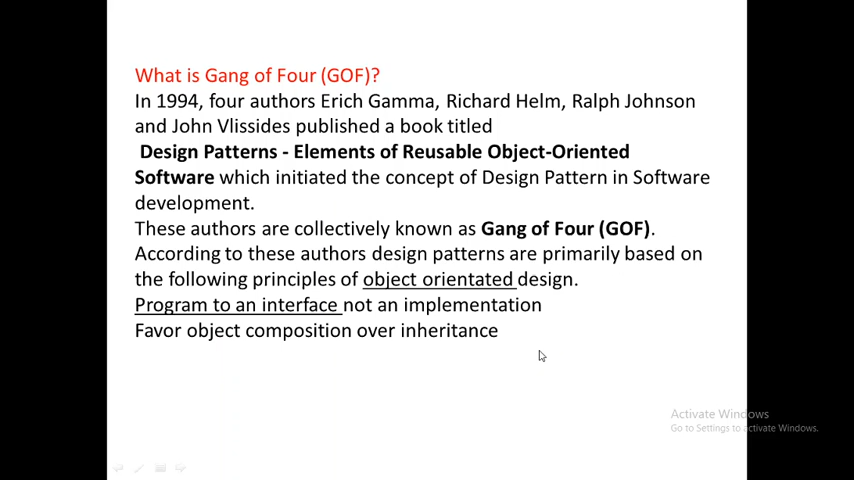 What is Gang of Four (GOF)?
In 1994, four authors Erich Gamma, Richard Helm, Ralph Johnson
and John Vlissides published a book titled
Design Patterns - Elements of Reusable Object-Oriented
Software which initiated the concept of Design Pattern in Software
development.
These authors are collectively known as Gang of Four (GOF).
According to these authors design patterns are primarily based on
the following principles of object orientated design.
Program to an interface not an implementation
Favor object composition over inheritance
Activate Windows
Go to Settings to activate Windows.